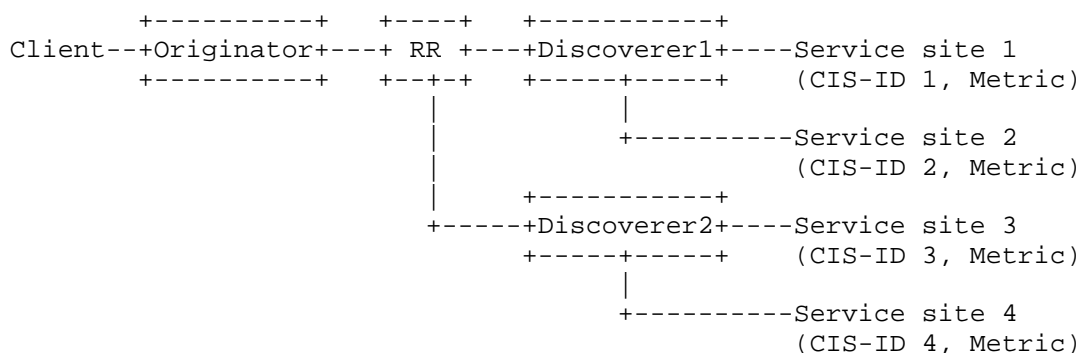 +----------+   +----+   +-----------+
Client--+Originator+---+ RR +---+Discoverer1+----Service site 1
        +----------+   +--+-+   +-----+-----+    (CIS-ID 1, Metric)
                          |           |
                          |           +----------Service site 2
                          |                      (CIS-ID 2, Metric)
                          |     +-----------+
                          +-----+Discoverer2+----Service site 3
                                +-----+-----+    (CIS-ID 3, Metric)
                                      |
                                      +----------Service site 4
                                                 (CIS-ID 4, Metric)